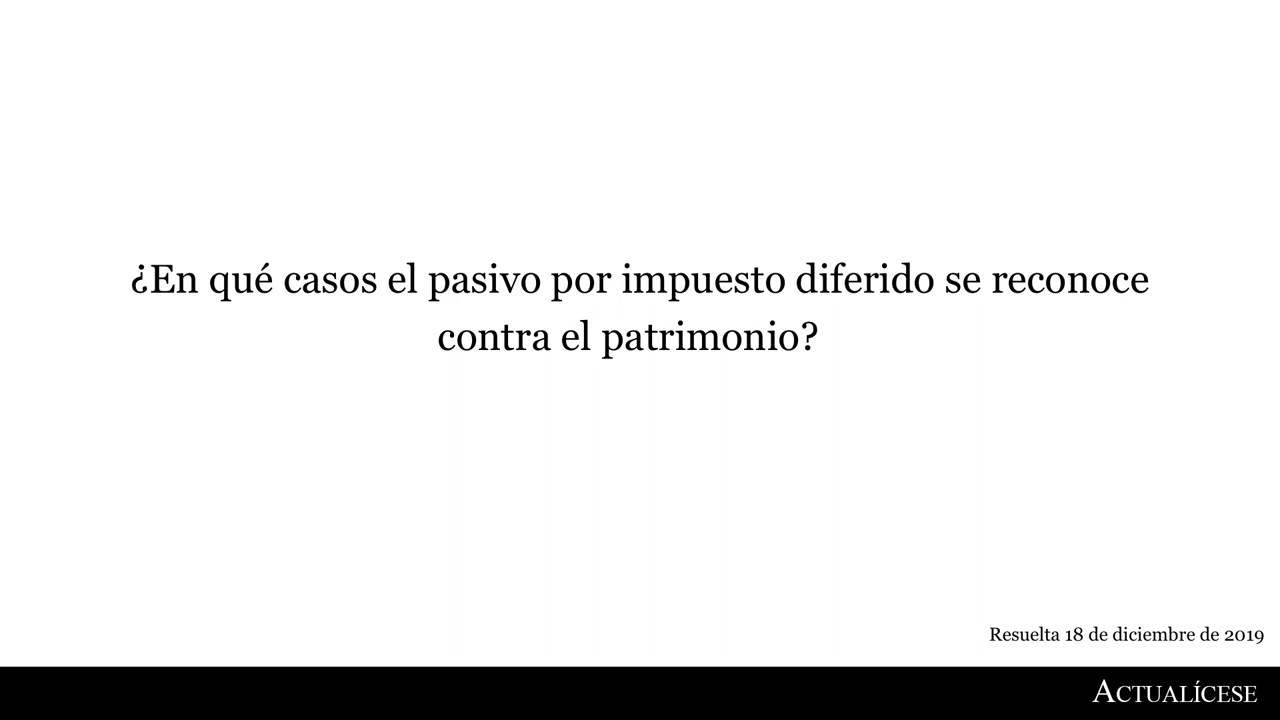 ¿En qué casos el pasivo por impuesto diferido se reconoce
contra el patrimonio?
Resuelta 18 de diciembre de 2019
ACTUALÍCESE